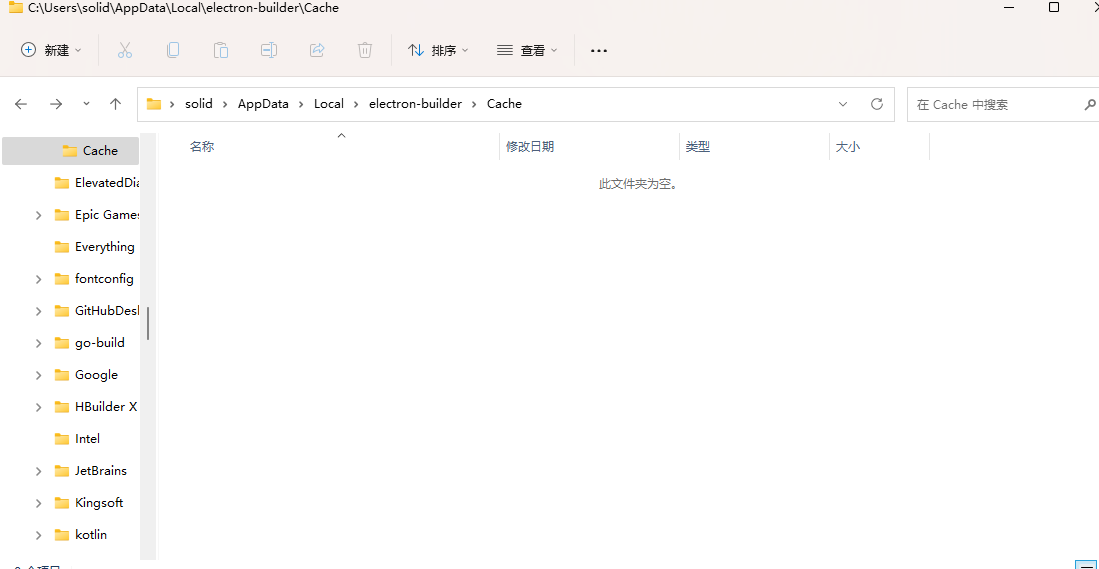 C:\Users\solid\AppData\Local\electron-builder\Cache
新建 排序 查看
solid AppData Local electron-builder Cache 在 Cache 中搜索
名称 修改日期 类型 大小
此文件夹为空。
Cache
ElevatedDia
Epic Games
Everything
fontconfig
GitHubDesk
go-build
Google
HBuilder X
Intel
JetBrains
Kingsoft
kotlin